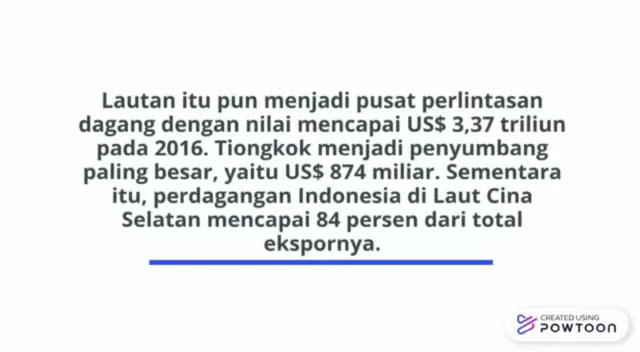 Lautan itu pun menjadi pusat perlintasan
dagang dengan nilai mencapai US$ 3,37 triliun
pada 2016. Tiongkok menjadi penyumbang
paling besar, yaitu US$ 874 miliar. Sementara
itu, perdagangan Indonesia di Laut Cina
Selatan mencapai 84 persen dari total
ekspornya.
CREATED USING
POWTOON